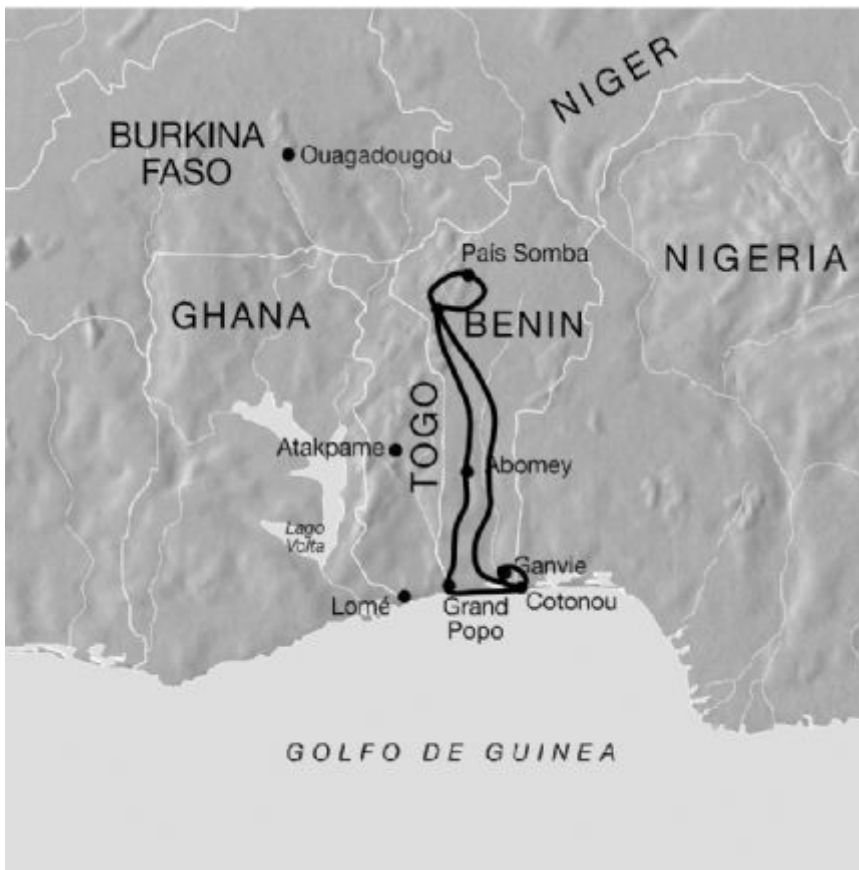 NIGER
BURKINA
FASO
Ouagadougou
País Somba
NIGERIA
GHANA
BENIN
TOGO
Atakpame
Abomey
Lago
Volta
Ganvie
Lomé
Grand
Popo
Cotonou
GOLFO DE GUINEA